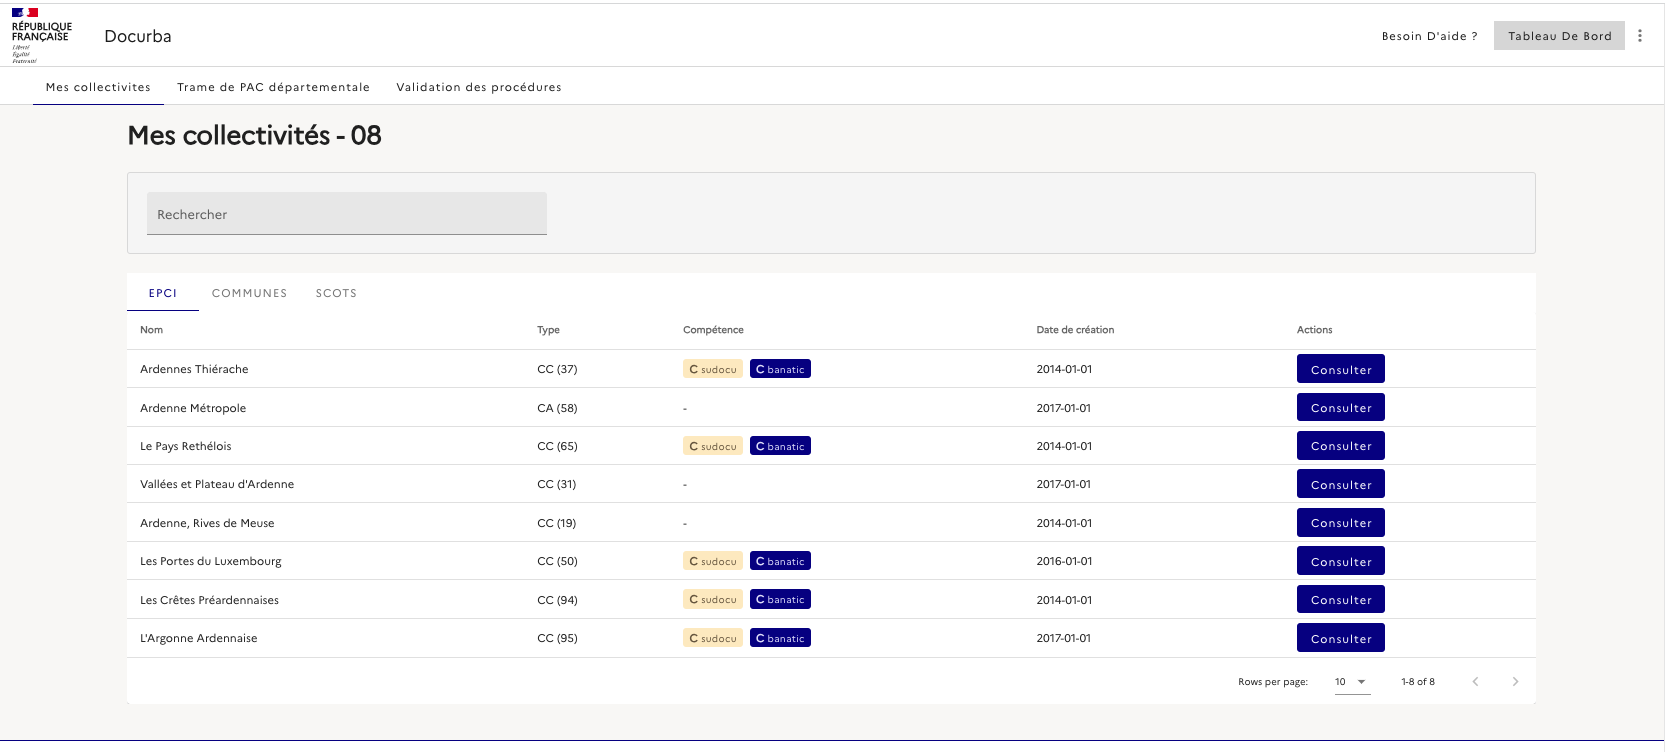 RÉPUBLIQUE
FRANÇAISE
Liberté
Égalité
Fraternité
Docurba
Besoin D'aide ? Tableau De Bord
Mes collectivites Trame de PAC départementale Validation des procédures
Mes collectivités - 08
Rechercher
EPCI COMMUNES SCOTS
Nom Type Compétence Date de création Actions
Ardennes Thiérache CC (37) C sudocu C banatic 2014-01-01 Consulter
Ardenne Métropole CA (58) - 2017-01-01 Consulter
Le Pays Rethélois CC (65) C sudocu C banatic 2014-01-01 Consulter
Vallées et Plateau d'Ardenne CC (31) - 2017-01-01 Consulter
Ardenne, Rives de Meuse CC (19) - 2014-01-01 Consulter
Les Portes du Luxembourg CC (50) C sudocu C banatic 2016-01-01 Consulter
Les Crêtes Préardennaises CC (94) C sudocu C banatic 2014-01-01 Consulter
L'Argonne Ardennaise CC (95) C sudocu C banatic 2017-01-01 Consulter
Rows per page: 10 1-8 of 8